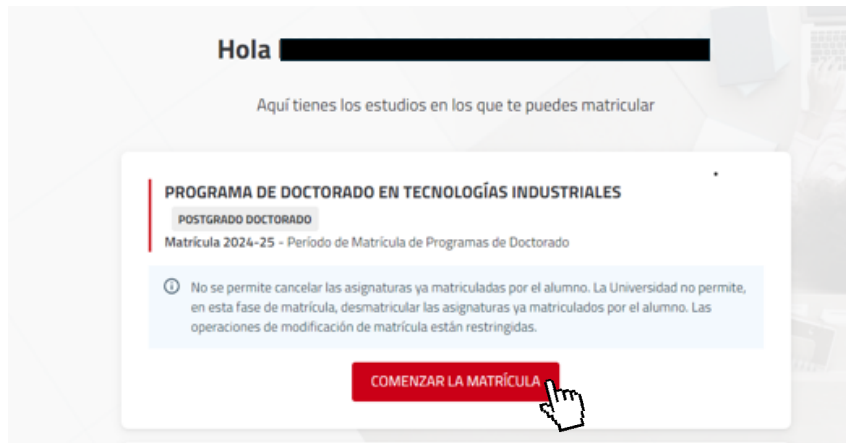 Hola
Aquí tienes los estudios en los que te puedes matricular
PROGRAMA DE DOCTORADO EN TECNOLOGÍAS INDUSTRIALES
POSTGRADO DOCTORADO
Matrícula 2024-25 - Período de Matrícula de Programas de Doctorado
No se permite cancelar las asignaturas ya matriculadas por el alumno. La Universidad no permite,
en esta fase de matrícula, desmatricular las asignaturas ya matriculados por el alumno. Las
operaciones de modificación de matrícula están restringidas.
COMENZAR LA MATRÍCULA